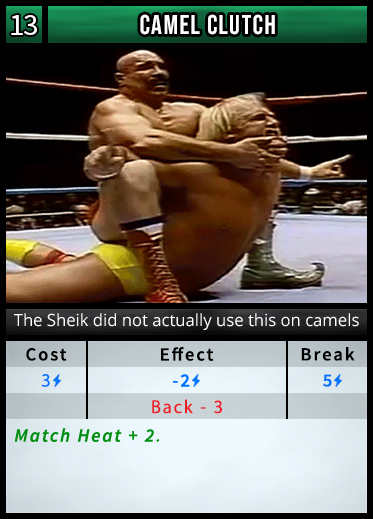 13 CAMEL CLUTCH
The Sheik did not actually use this on camels
Cost Effect Break
3⚡ -2⚡ 5⚡
Back - 3
Match Heat + 2.